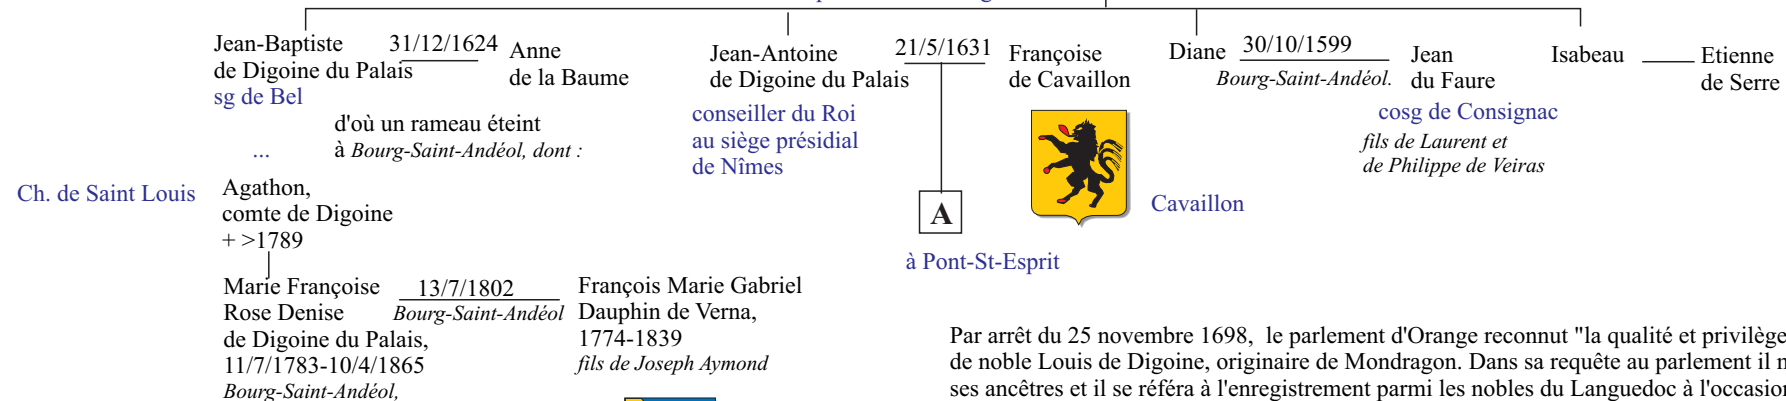 Jean-Baptiste
de Digoine du Palais
sg de Bel
31/12/1624
Anne
de la Baume
d'où un rameau éteint
à Bourg-Saint-Andéol, dont :
...
Jean-Antoine
de Digoine du Palais
conseiller du Roi
au siège présidial
de Nîmes
21/5/1631
Françoise
de Cavaillon
Cavaillon
A
à Pont-St-Esprit
Diane
30/10/1599
Bourg-Saint-Andéol.
Jean
du Faure
cosg de Consignac
fils de Laurent et
de Philippe de Veiras
Isabeau
Etienne
de Serre
Ch. de Saint Louis
Agathon,
comte de Digoine
+ >1789
Marie Françoise
Rose Denise
de Digoine du Palais,
11/7/1783-10/4/1865
Bourg-Saint-Andéol,
13/7/1802
Bourg-Saint-Andéol
François Marie Gabriel
Dauphin de Verna,
1774-1839
fils de Joseph Aymond
Par arrêt du 25 novembre 1698, le parlement d'Orange reconnut "la qualité et privilège
de noble Louis de Digoine, originaire de Mondragon. Dans sa requête au parlement il
ses ancêtres et il se référa à l'enregistrement parmi les nobles du Languedoc à l'occasion